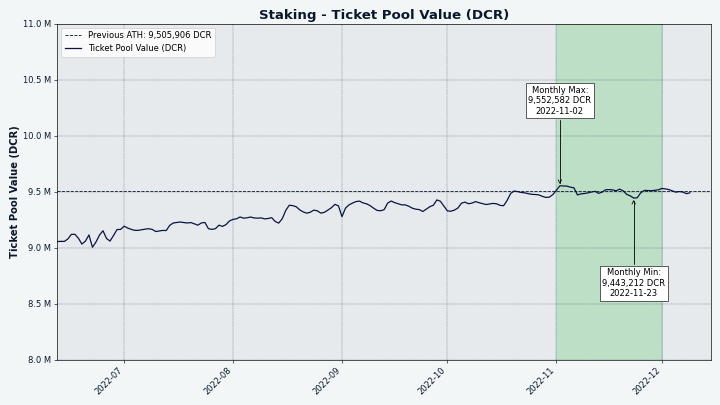 Staking - Ticket Pool Value (DCR)
Previous ATH: 9,505,906 DCR
Ticket Pool Value (DCR)
Ticket Pool Value (DCR)
11.0 M
10.5 M
10.0 M
9.5 M
9.0 M
8.5 M
8.0 M
Monthly Max:
9,552,582 DCR
2022-11-02
Monthly Min:
9,443,212 DCR
2022-11-23
2022-07
2022-08
2022-09
2022-10
2022-11
2022-12